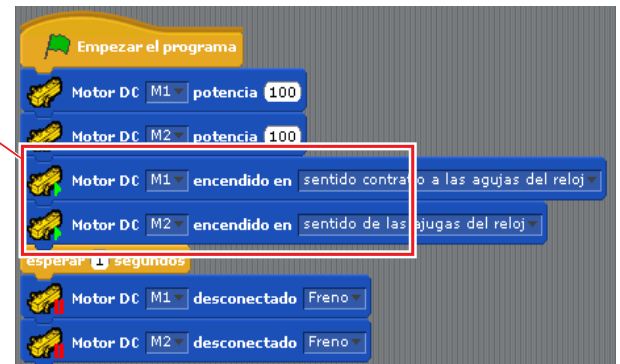 Empezar el programa
Motor DC M1 potencia 100
Motor DC M2 potencia 100
Motor DC M1 encendido en sentido contrario a las agujas del reloj
Motor DC M2 encendido en sentido de las ajugas del reloj
esperar 1 segundos
Motor DC M1 desconectado Freno
Motor DC M2 desconectado Freno